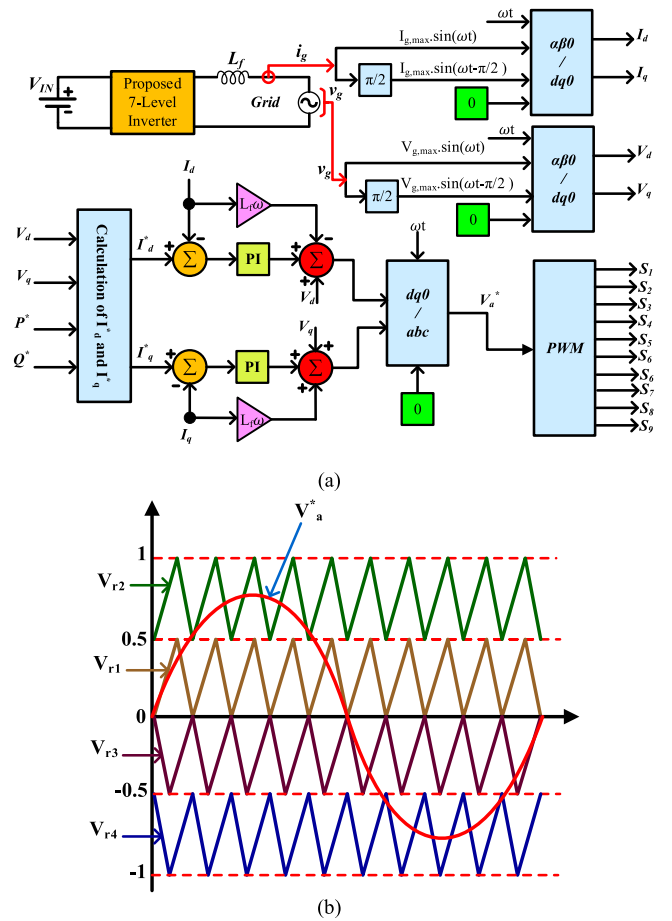 V_IN
Proposed
7-Level
Inverter
L_f
i_g
Grid
v_g
I_g,max.sin(ωt)
π/2
I_g,max.sin(ωt-π/2 )
ωt
0
αβ0
/
dq0
I_d
I_q
v_g
V_g,max.sin(ωt)
π/2
V_g,max.sin(ωt-π/2 )
ωt
0
αβ0
/
dq0
V_d
V_q
V_d
V_q
P*
Q*
Calculation of I*_d and I*_q
I*_d
I*_q
I_d
L_fω
Σ
PI
Σ
V_d
V_q
Σ
PI
Σ
I_q
L_fω
ωt
dq0
/
abc
0
V_a*
PWM
S_1
S_2
S_3
S_4
S_5
S_6
S_6
S_7
S_8
S_9
(a)
V*_a
1
V_r2
0.5
V_r1
0
V_r3
-0.5
V_r4
-1
(b)